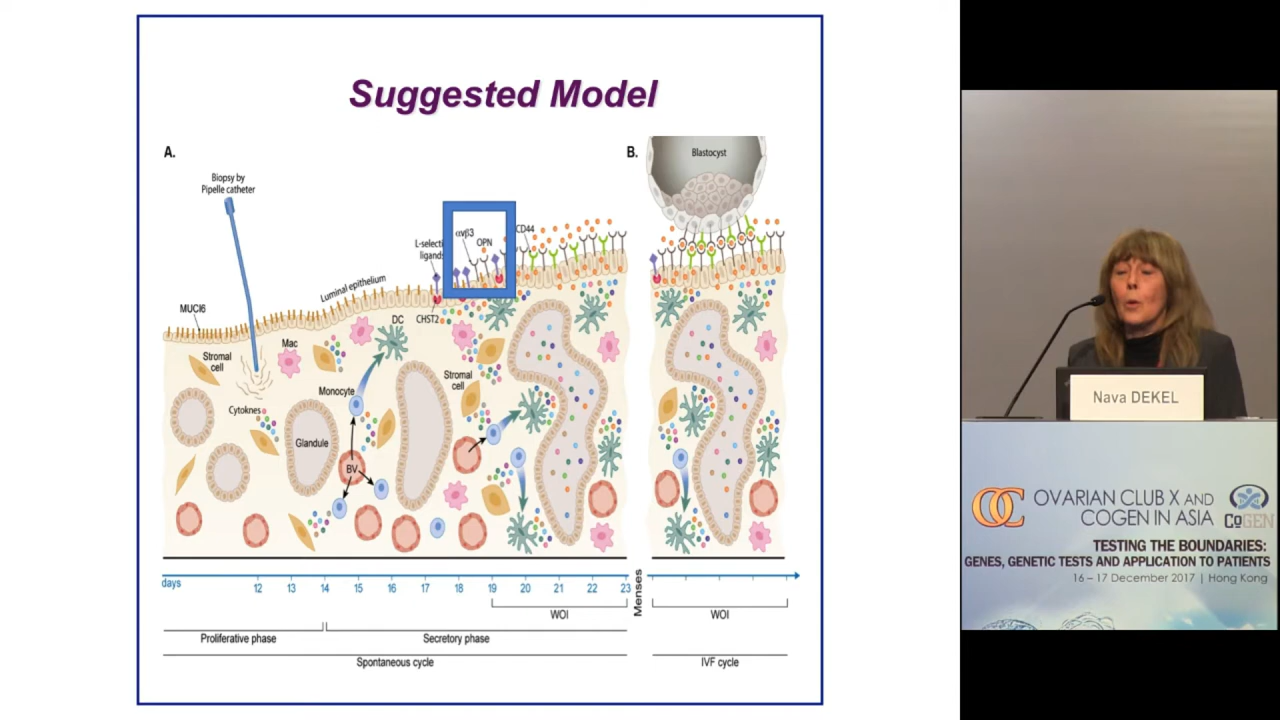 Suggested Model
A.
B.
Blastocyst
Biopsy by
Pipelle catheter
αvβ3
OPN
CD44
L-selecti
ligands
Luminal epithelium
MUCI6
DC
CHST2
Mac
Stromal
cell
Stromal
cell
Monocyte
Cytoknes
Glandule
BV
days
12 13 14 15 16 17 18 19 20 21 22 23
Menses
WOI
WOI
Proliferative phase
Secretory phase
Spontaneous cycle
IVF cycle
Nava DEKEL
OC
OVARIAN CLUB X AND
COGEN IN ASIA
CoGEN
TESTING THE BOUNDARIES:
GENES, GENETIC TESTS AND APPLICATION TO PATIENTS
16 – 17 December 2017 | Hong Kong